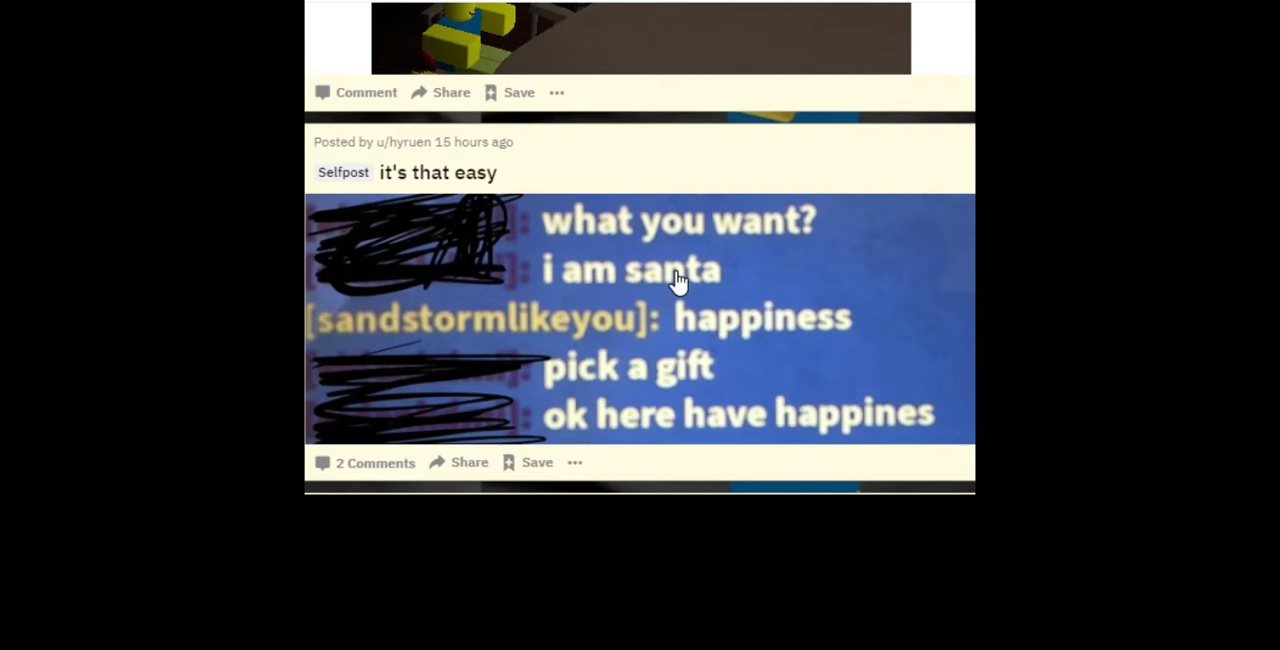 Comment Share Save
Posted by u/hyruen 15 hours ago
Selfpost it's that easy
]: what you want?
]: i am santa
[sandstormlikeyou]: happiness
pick a gift
]: ok here have happines
2 Comments Share Save